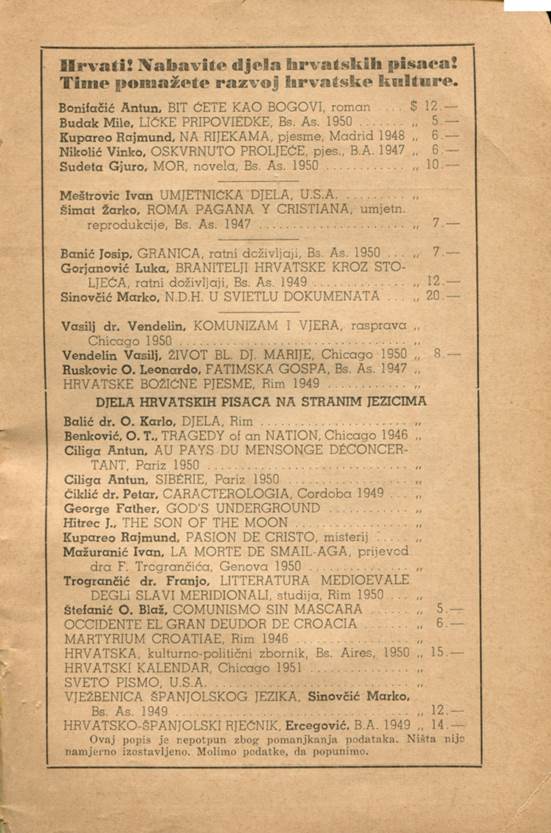 Hrvati! Nabavite djela hrvatskih pisaca!
Time pomažete razvoj hrvatske kulture.
Bonifačić Antun, BIT ĆETE KAO BOGOVI, roman . . . $ 12.—
Budak Mile, LIČKE PRIPOVIEDKE, Bs. As. 1950 . . . . . . . . „ 5.—
Kupareo Rajmund, NA RIJEKAMA, pjesme, Madrid 1948 „ 6.—
Nikolić Vinko, OSKVRNUTO PROLJEĆE, pjes., B.A. 1947 „ 6.—
Sudeta Gjuro, MOR, novela, Bs. As. 1950 . . . . . . . . . . . . „ 10.—
Meštrovic Ivan UMJETNIČKA DJELA, U.S.A. . . . . . . . . . „
Šimat Žarko, ROMA PAGANA Y CRISTIANA, umjetn.
reprodukcije, Bs. As. 1947 . . . . . . . . . . . . . . . . . . „ 7.—
Banić Josip, GRANICA, ratni doživljaji, Bs. As. 1950 . . . . „ 7.—
Gorjanović Luka, BRANITELJI HRVATSKE KROZ STO-
LJEĆA, ratni doživljaji, Bs. As. 1949 . . . . . . . . . . . „ 12.—
Sinovčić Marko, N.D.H. U SVIETLU DOKUMENATA . . . „ 20.—
Vasilj dr. Vendelin, KOMUNIZAM I VJERA, rasprava „
Chicago 1950 . . . . . . . . . . . . . . . . . . . . . . . . . . . „
Vendelin Vasilj, ŽIVOT BL. DJ. MARIJE, Chicago 1950 „ 8.—
Ruskovic O. Leonardo, FATIMSKA GOSPA, Bs. As. 1947 „
HRVATSKE BOŽIĆNE PJESME, Rim 1949 . . . . . . . . . . . . „
DJELA HRVATSKIH PISACA NA STRANIM JEZICIMA
Balić dr. O. Karlo, DJELA, Rim . . . . . . . . . . . . . . . . . . . „
Benković, O. T., TRAGEDY of an NATION, Chicago 1946 „
Ciliga Antun, AU PAYS DU MENSONGE DÉCONCER-
TANT, Pariz 1950 . . . . . . . . . . . . . . . . . . . . . . . . „
Ciliga Antun, SIBÉRIE, Pariz 1950 . . . . . . . . . . . . . . . . „
Čiklić dr. Petar, CARACTEROLOGIA, Cordoba 1949 . . . „
George Father, GOD'S UNDERGROUND . . . . . . . . . . . „
Hitrec J., THE SON OF THE MOON . . . . . . . . . . . . . . . „
Kupareo Rajmund, PASION DE CRISTO, misterij . . . . . „
Mažuranić Ivan, LA MORTE DE SMAIL-AGA, prijevod
dra F. Trogrančića, Genova 1950 . . . . . . . . . . . . . „
Trogrančić dr. Franjo, LITTERATURA MEDIOEVALE
DEGLI SLAVI MERIDIONALI, studija, Rim 1950 . . . „
Štefanić O. Blaž, COMUNISMO SIN MASCARA . . . . . . „ 5.—
OCCIDENTE EL GRAN DEUDOR DE CROACIA . . . . . . . „ 6.—
MARTYRIUM CROATIAE, Rim 1946 . . . . . . . . . . . . . . . . „
HRVATSKA, kulturno-politični zbornik, Bs. Aires, 1950 „ 15.—
HRVATSKI KALENDAR, Chicago 1951 . . . . . . . . . . . . . . „
SVETO PISMO, U.S.A. . . . . . . . . . . . . . . . . . . . . . . . . . „
VJEŽBENICA ŠPANJOLSKOG JEZIKA, Sinovčić Marko,
Bs. As. 1949 . . . . . . . . . . . . . . . . . . . . . . . . . . . . „ 12.—
HRVATSKO-ŠPANJOLSKI RJEČNIK, Ercegović, B.A. 1949 „ 14.—
Ovaj popis je nepotpun zbog pomanjkanja podataka. Ništa nije
namjerno izostavljeno. Molimo podatke, da popunimo.